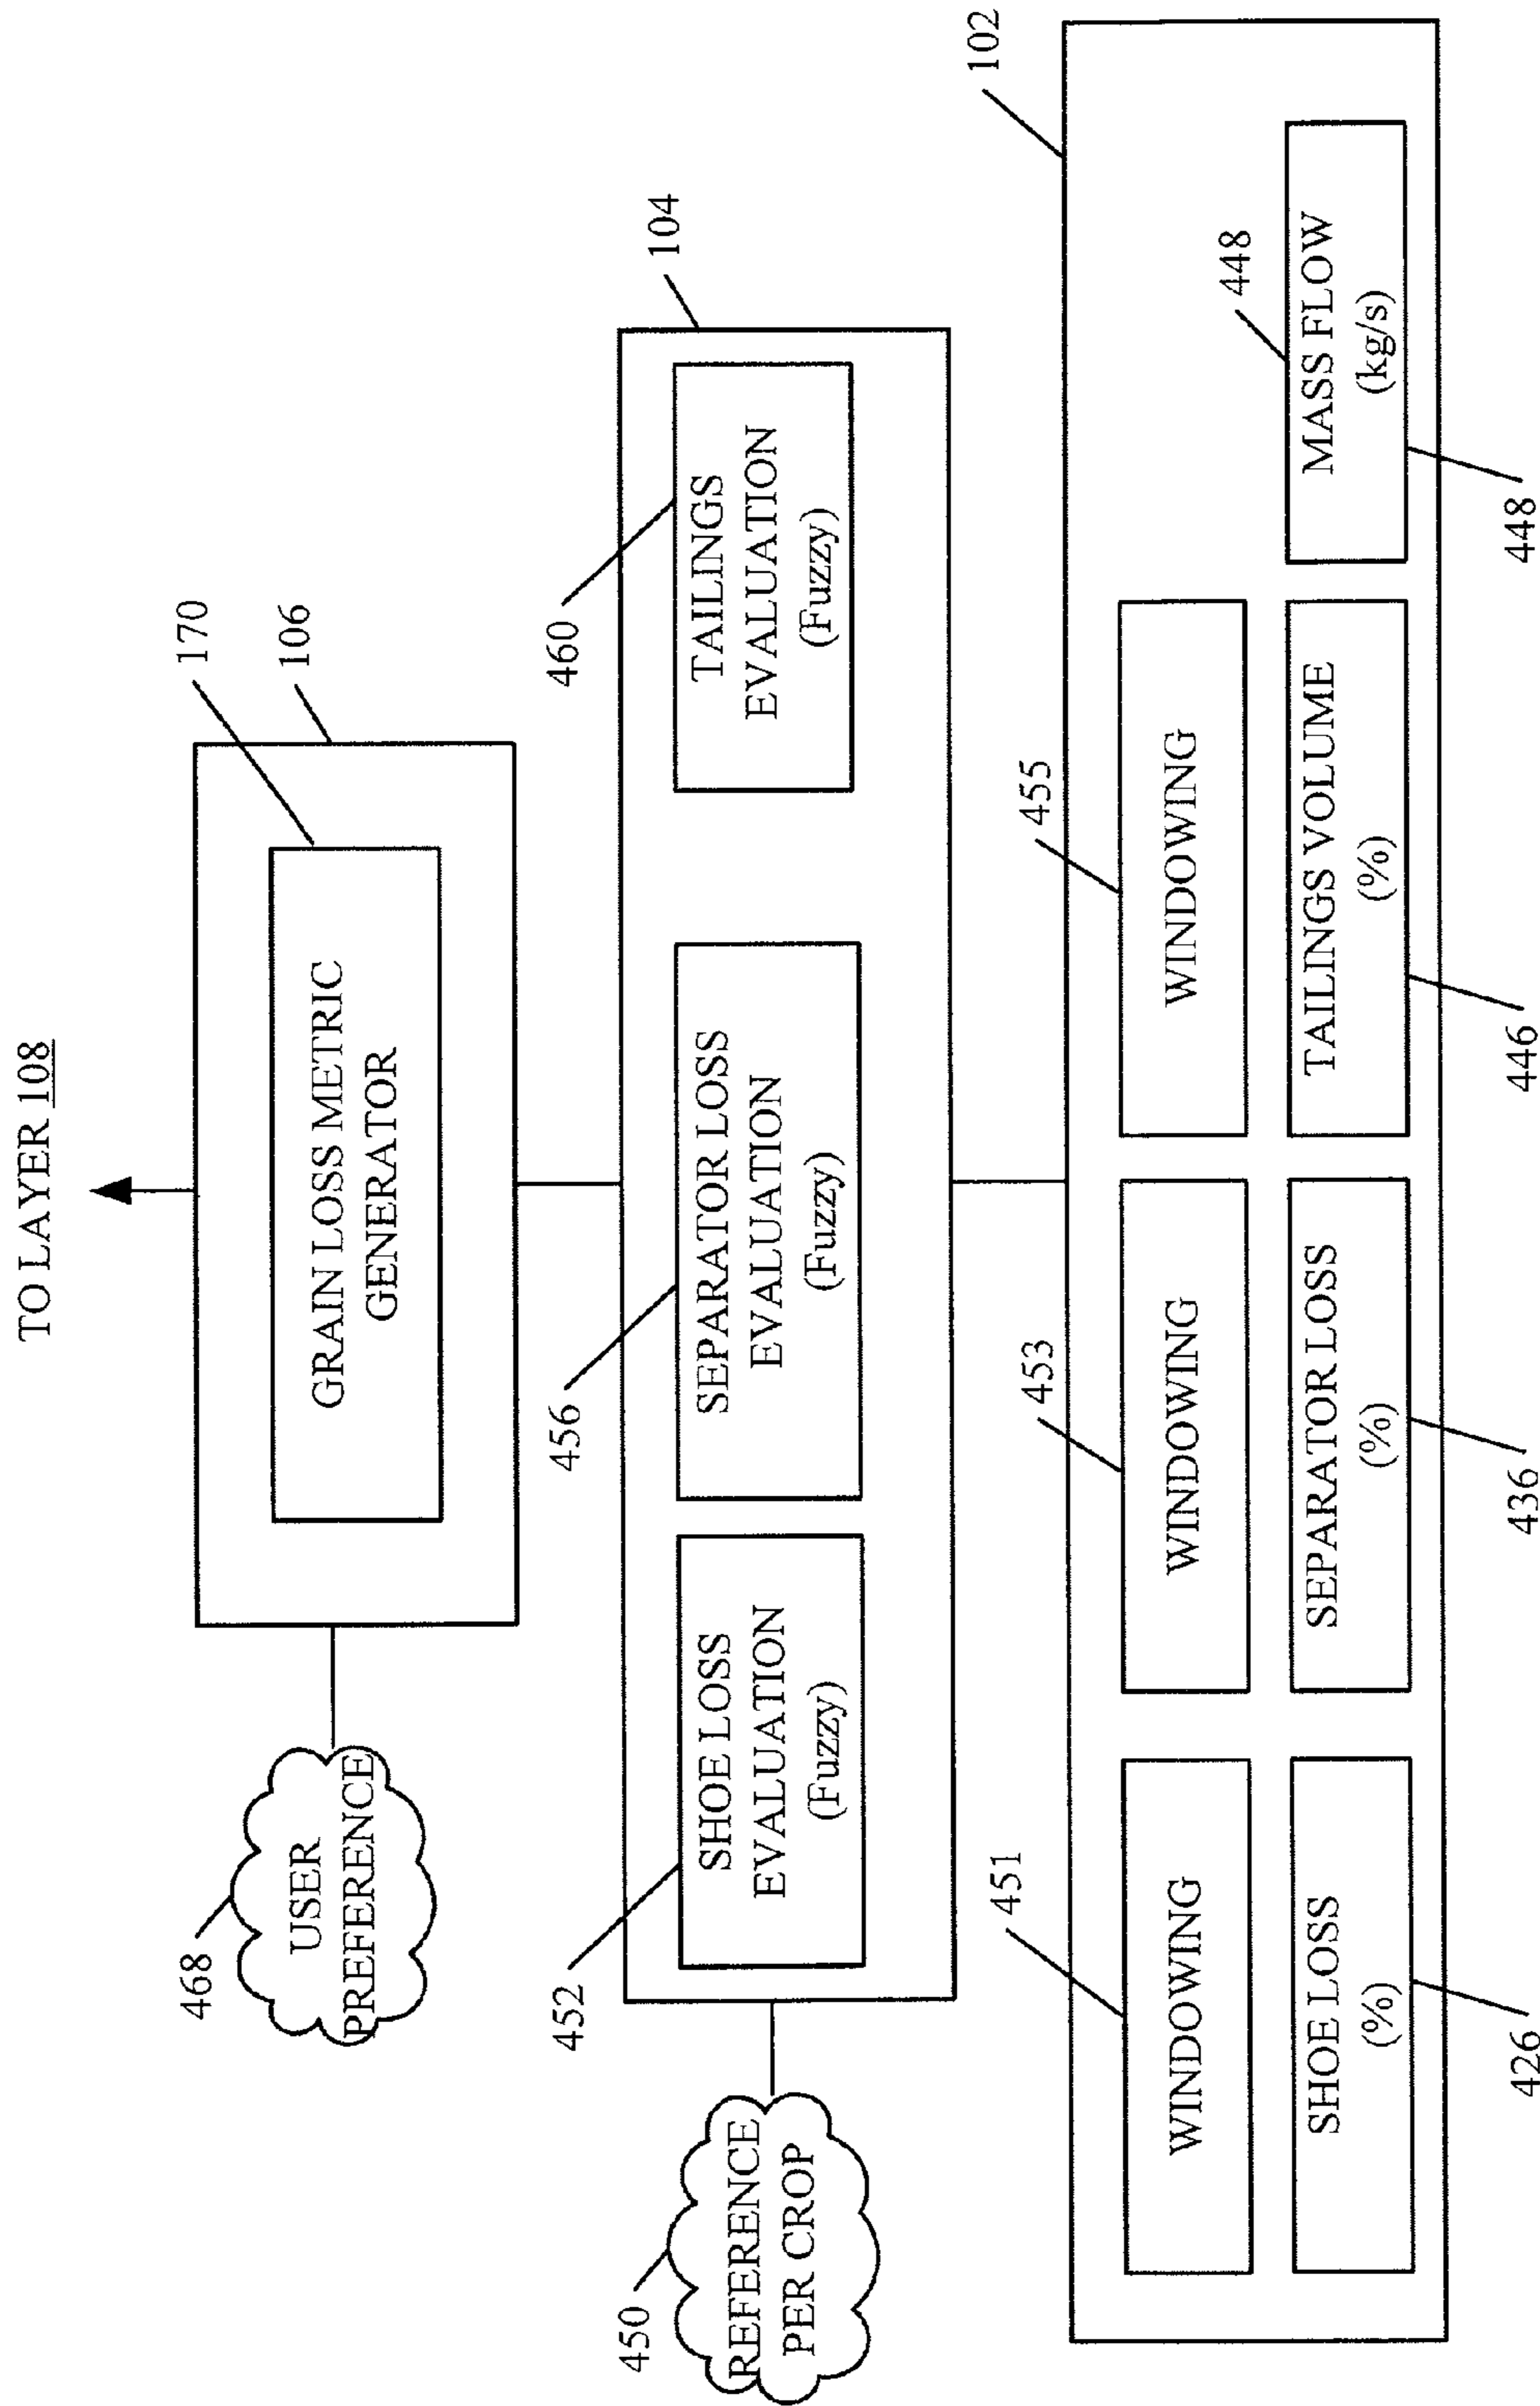 TO LAYER 108
170
106
GRAIN LOSS METRIC
GENERATOR
468
USER
PREFERENCE
104
452
SHOE LOSS
EVALUATION
(Fuzzy)
456
SEPARATOR LOSS
EVALUATION
(Fuzzy)
460
TAILINGS
EVALUATION
(Fuzzy)
450
REFERENCE
PER CROP
102
451
WINDOWING
453
WINDOWING
455
WINDOWING
448
SHOE LOSS
(%)
SEPARATOR LOSS
(%)
TAILINGS VOLUME
(%)
MASS FLOW
(kg/s)
426
436
446
448